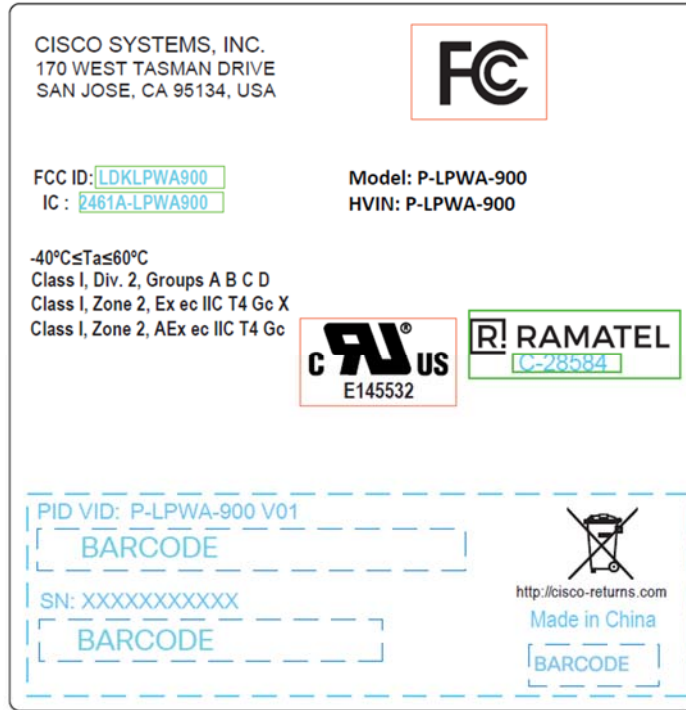 CISCO SYSTEMS, INC.
170 WEST TASMAN DRIVE
SAN JOSE, CA 95134, USA
FC
FCC ID: LDKLPWA900
IC : 2461A-LPWA900
Model: P-LPWA-900
HVIN: P-LPWA-900
-40ºC≤Ta≤60ºC
Class I, Div. 2, Groups A B C D
Class I, Zone 2, Ex ec IIC T4 Gc X
Class I, Zone 2, AEx ec IIC T4 Gc
C RU ® US
E145532
R! RAMATEL
C-28584
PID VID: P-LPWA-900 V01
BARCODE
SN: XXXXXXXXXXX
BARCODE
http://cisco-returns.com
Made in China
BARCODE